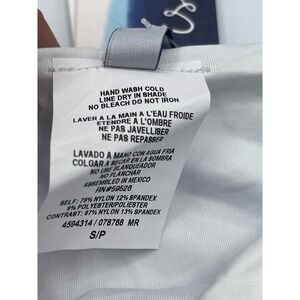 HAND WASH COLD
LINE DRY IN SHADE
NO BLEACH DO NOT IRON
LAVER A LA MAIN A L'EAU FROIDE
ETENDRE A L'OMBRE
NE PAS JAVELLISER
NE PAS REPASSER
LAVADO A MANO CON AGUA FRIA
COLGAR A SECAR EN LA SOMBRA
NO USE BLANQUEADOR
NO PLANCHAR
ASSEMBLED IN MEXICO
RN#59526
SELF: 79% NYLON 12% SPANDEX
9% POLYESTER/POLIESTER
CONTRAST: 87% NYLON 13% SPANDEX
4594314 / 078768 MR
S/P